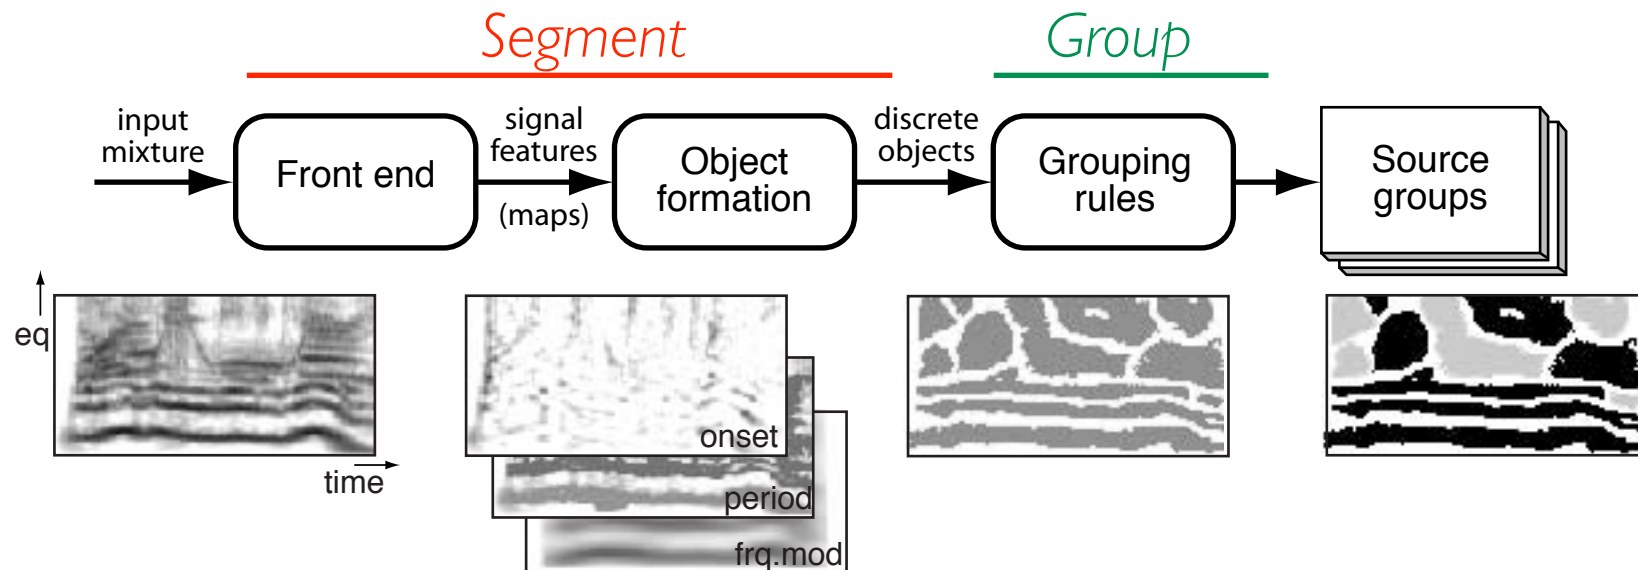 Segment
Group
input
mixture
Front end
signal
features
(maps)
Object
formation
discrete
objects
Grouping
rules
Source
groups
eq
time
onset
period
frq.mod